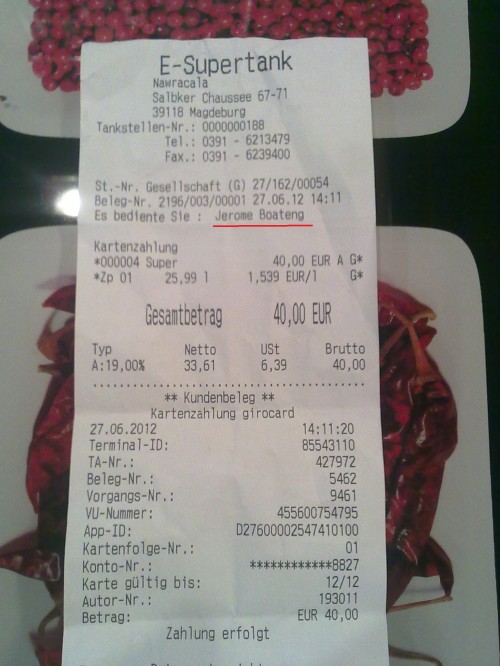 E-Supertank
Nawracala
Salbker Chaussee 67-71
39118 Magdeburg
Tankstellen-Nr.: 0000000188
Tel.: 0391 - 6213479
Fax.: 0391 - 6239400
St.-Nr. Gesellschaft (G) 27/162/00054
Beleg-Nr. 2196/003/00001 27.06.12 14:11
Es bediente Sie : Jerome Boateng
Kartenzahlung
*000004 Super 40,00 EUR A G*
*Zp 01 25,99 l 1,539 EUR/l G*
Gesamtbetrag 40,00 EUR
Typ Netto USt Brutto
A:19,00% 33,61 6,39 40,00
** Kundenbeleg **
Kartenzahlung girocard
27.06.2012 14:11:20
Terminal-ID: 85543110
TA-Nr.: 427972
Beleg-Nr.: 5462
Vorgangs-Nr.: 9461
VU-Nummer: 455600754795
App-ID: D27600002547410100
Kartenfolge-Nr.: 01
Konto-Nr.: ************8827
Karte gültig bis: 12/12
Autor-Nr.: 193011
Betrag: EUR 40,00
Zahlung erfolgt